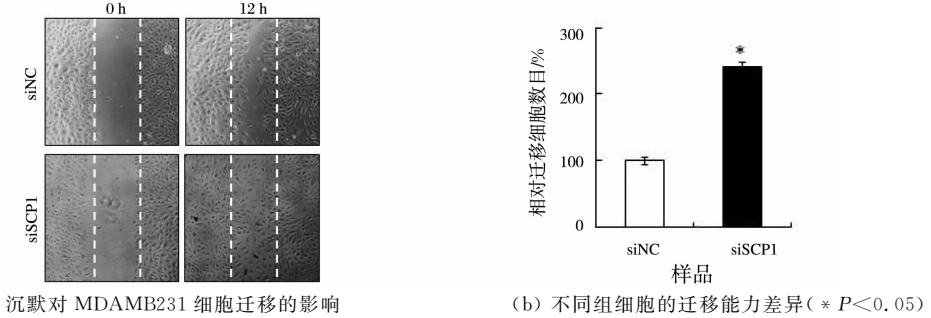 0 h
12 h
siNC
siSCP1
沉默对 MDAMB231 细胞迁移的影响
300
200
100
0
相对迁移细胞数目/%
*
siNC
siSCP1
样品
(b) 不同组细胞的迁移能力差异(* P<0.05)